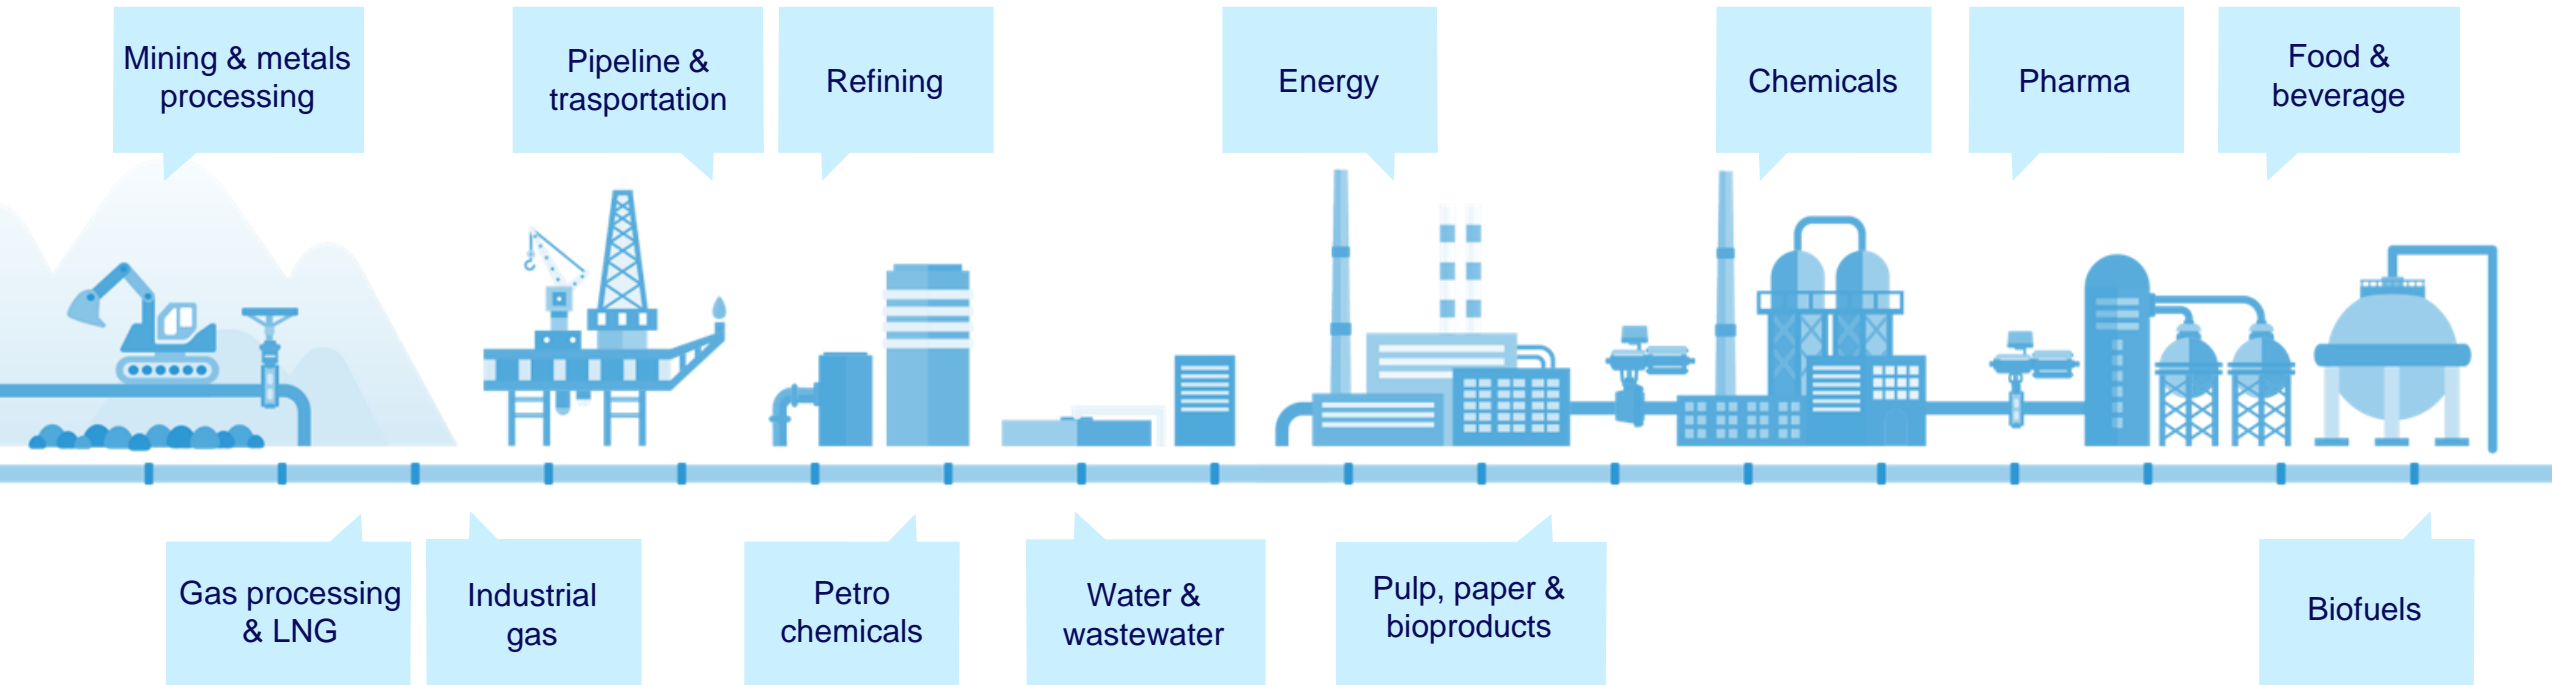 Mining & metals
processing
Pipeline &
trasportation
Refining
Energy
Chemicals
Pharma
Food &
beverage
Gas processing
& LNG
Industrial
gas
Petro
chemicals
Water &
wastewater
Pulp, paper &
bioproducts
Biofuels